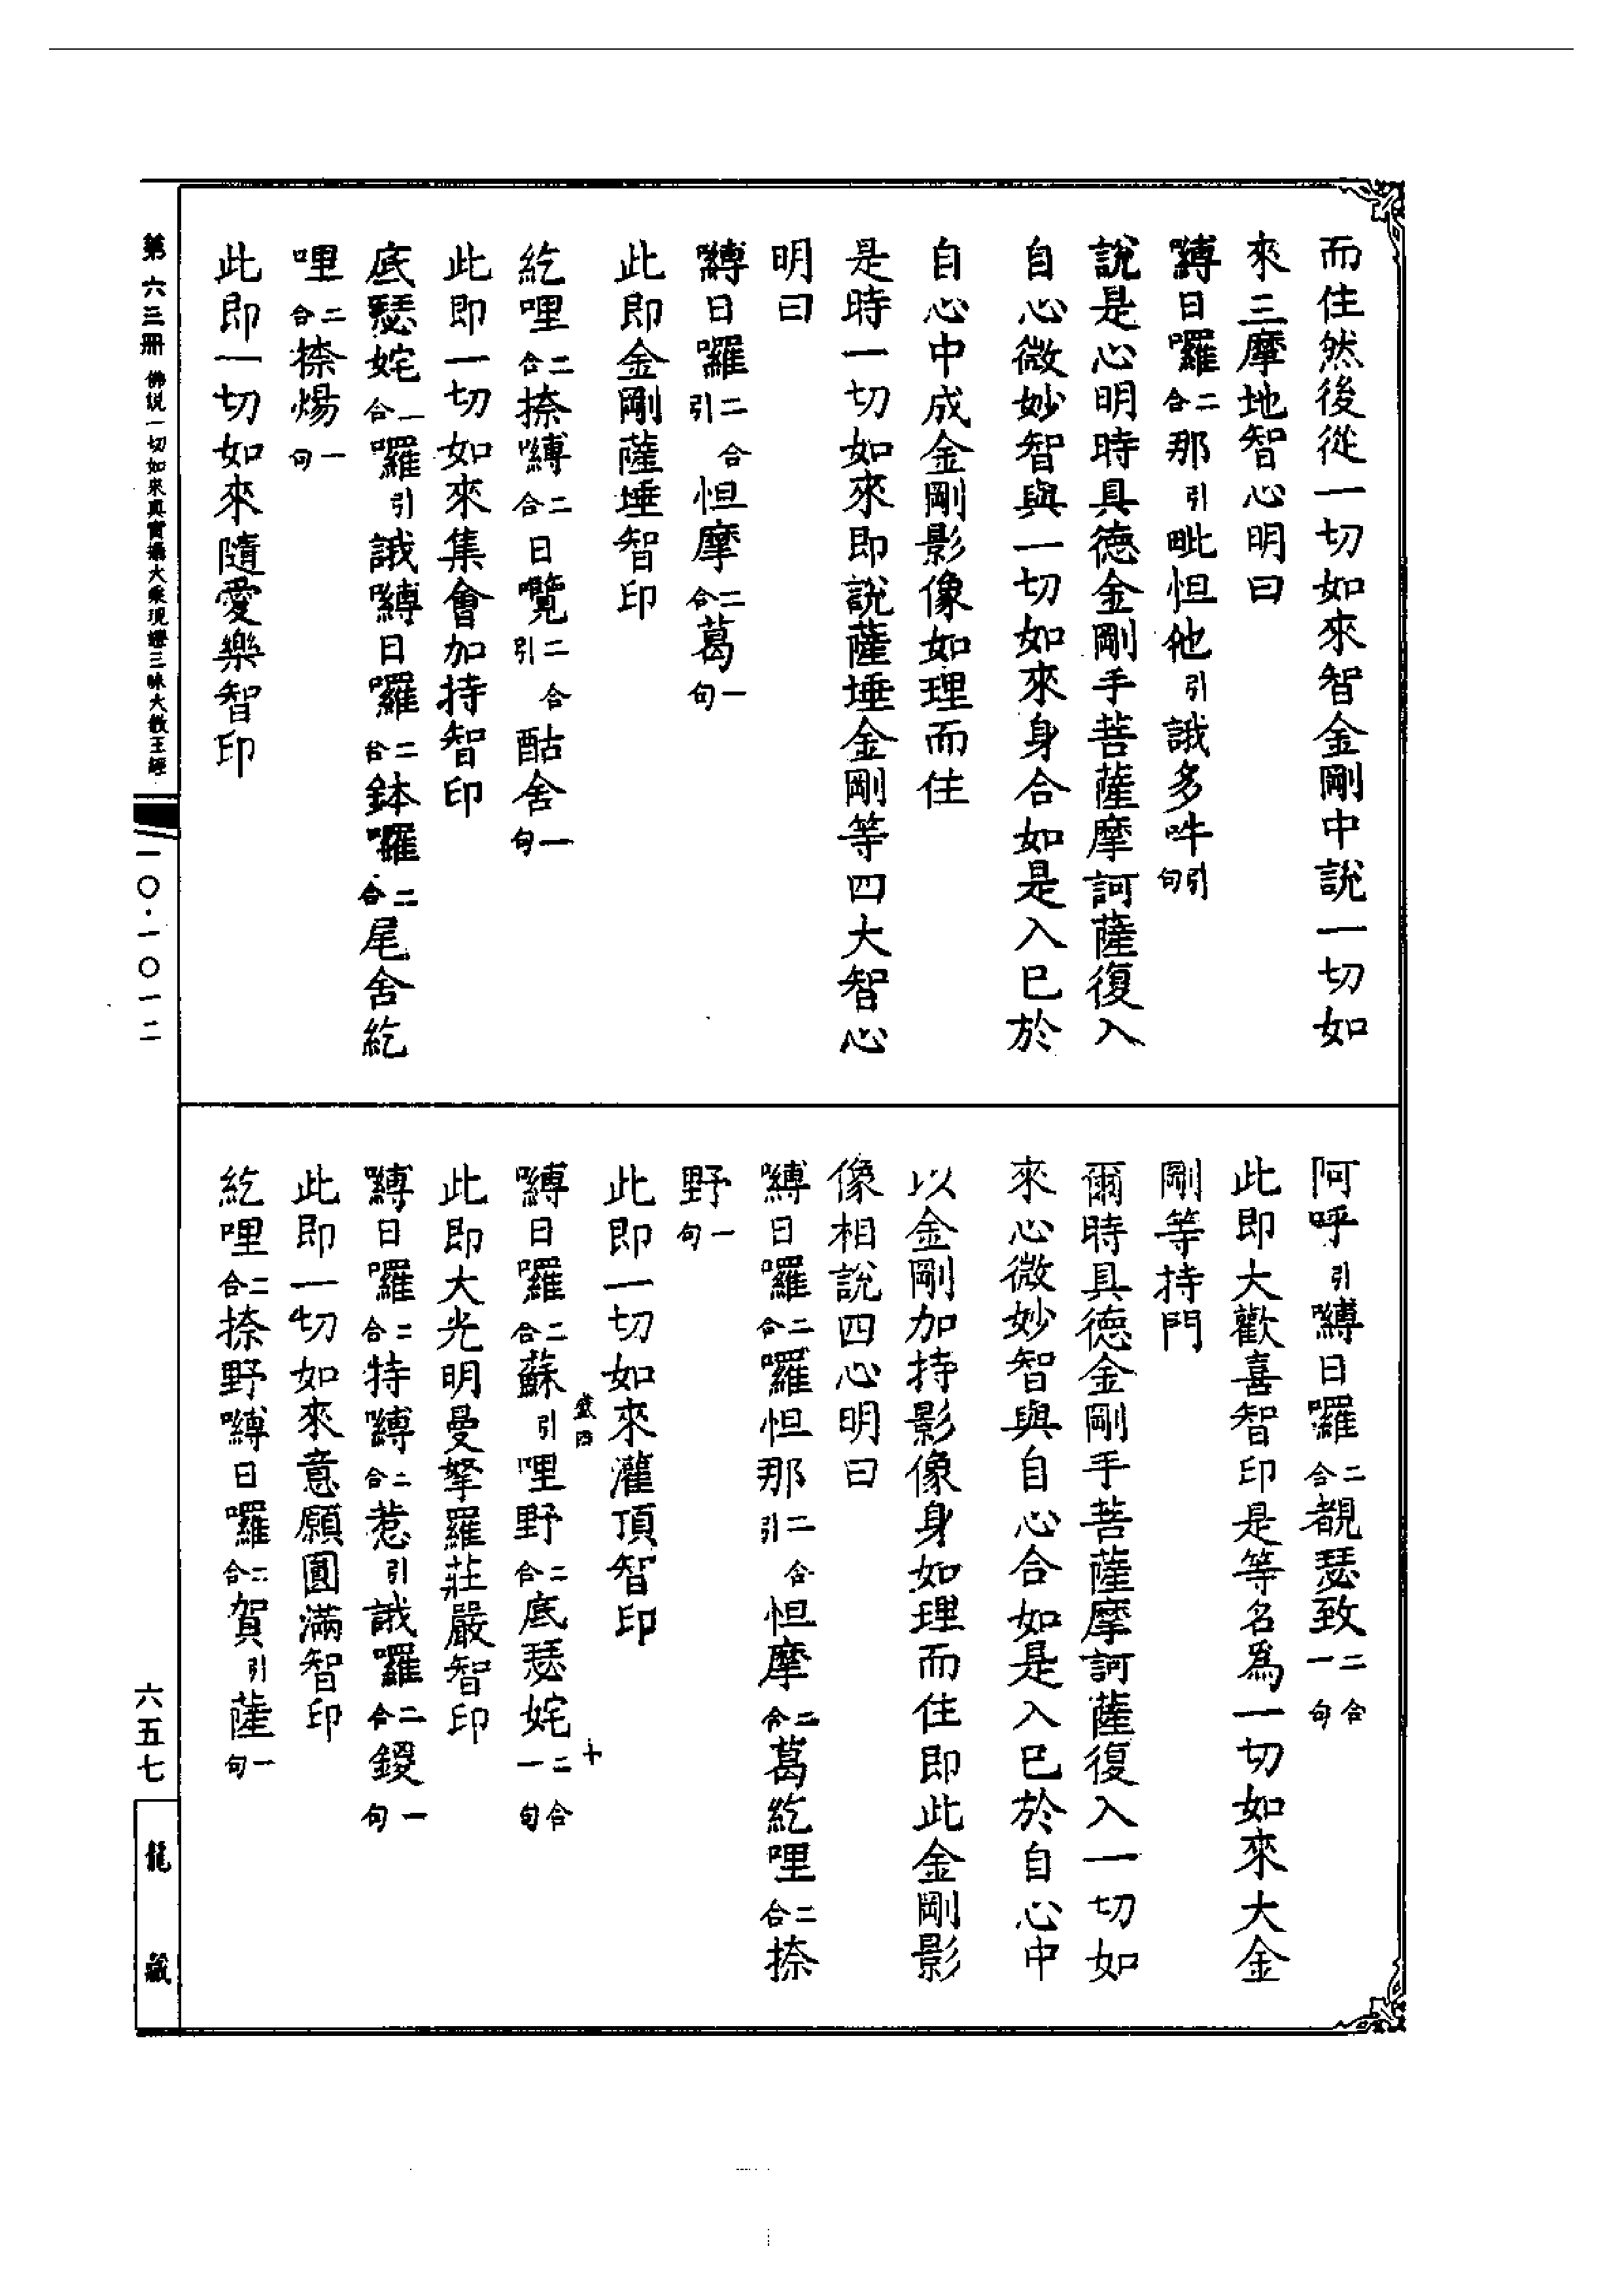 而住然後從一切如來智金剛中說一切如
來三摩地智心明曰
嚩日囉二合那引毗怛他引誐多吽引句
說是心明時具德金剛手菩薩摩訶薩復入
自心微妙智與一切如來身合如是入已於
自心中成金剛影像如理而住
是時一切如來即說薩埵金剛等四大智心
明曰
嚩日囉二合引怛摩二合葛一句
此即金剛薩埵智印
紇哩二合捺嚩二合日囕二合引酤舍一句
此即一切如來集會加持智印
底瑟姹二合囉引誐嚩日囉二合鉢囉二合尾舍紇
哩二合捺煬一句
此即一切如來隨愛樂智印
阿呼引嚩日囉二合覩瑟致二合一句
此即大歡喜智印是等名為一切如來大金
剛等持門
爾時具德金剛手菩薩摩訶薩復入一切如
來心微妙智與自心合如是入已於自心中
以金剛加持影像身如理而住即此金剛影
像相說四心明曰
嚩日囉二合囉怛那二合引怛摩二合葛紇哩二合捺
野一句
此即一切如來灌頂智印
盛四 十
嚩日囉二合蘇引哩野二合底瑟姹二合一句
此即大光明曼拏羅莊嚴智印
嚩日囉二合特嚩二合惹引誐囉二合鍐一句
此即一切如來意願圓滿智印
紇哩二合捺野嚩日囉二合賀引薩一句
第六三冊 佛說一切如來真實攝大乘現證三昧大教王經
一〇·一〇一二
六五七
龍藏